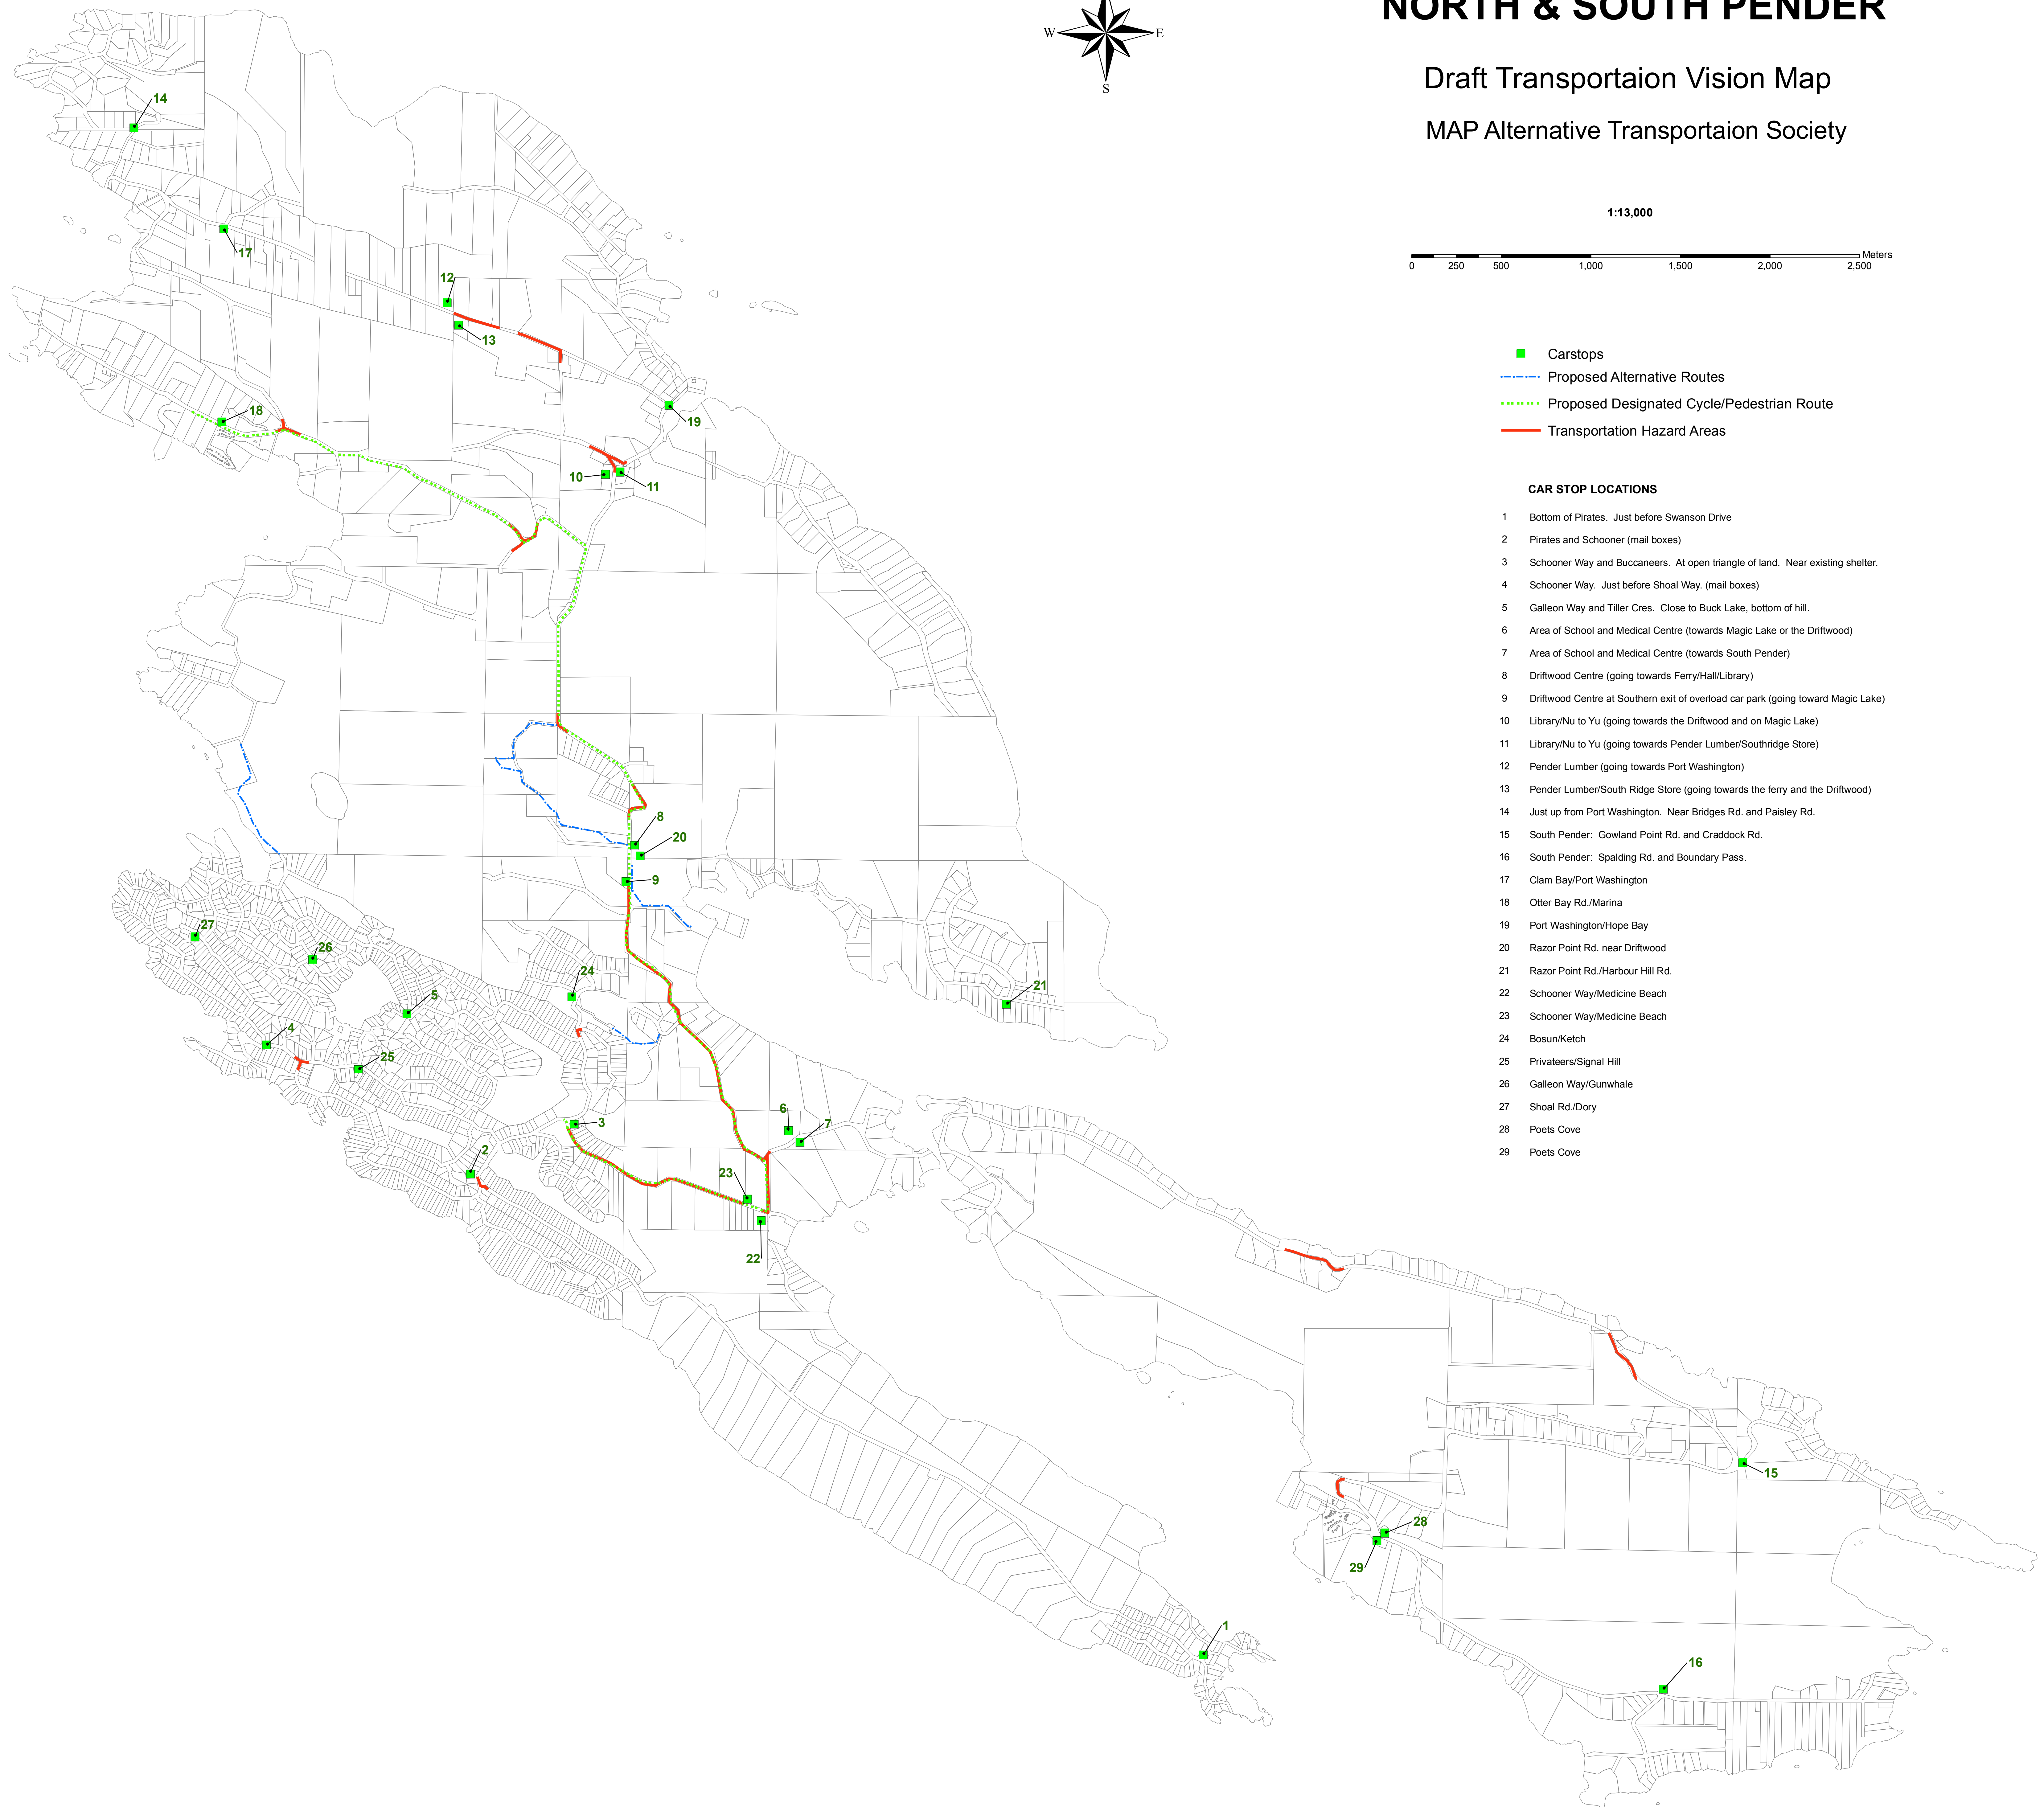 NORTH & SOUTH PENDER
W E
S
Draft Transportaion Vision Map
MAP Alternative Transportaion Society
1:13,000
Meters
0 250 500 1,000 1,500 2,000 2,500
Carstops
Proposed Alternative Routes
Proposed Designated Cycle/Pedestrian Route
Transportation Hazard Areas
CAR STOP LOCATIONS
1 Bottom of Pirates. Just before Swanson Drive
2 Pirates and Schooner (mail boxes)
3 Schooner Way and Buccaneers. At open triangle of land. Near existing shelter.
4 Schooner Way. Just before Shoal Way. (mail boxes)
5 Galleon Way and Tiller Cres. Close to Buck Lake, bottom of hill.
6 Area of School and Medical Centre (towards Magic Lake or the Driftwood)
7 Area of School and Medical Centre (towards South Pender)
8 Driftwood Centre (going towards Ferry/Hall/Library)
9 Driftwood Centre at Southern exit of overload car park (going toward Magic Lake)
10 Library/Nu to Yu (going towards the Driftwood and on Magic Lake)
11 Library/Nu to Yu (going towards Pender Lumber/Southridge Store)
12 Pender Lumber (going towards Port Washington)
13 Pender Lumber/South Ridge Store (going towards the ferry and the Driftwood)
14 Just up from Port Washington. Near Bridges Rd. and Paisley Rd.
15 South Pender: Gowland Point Rd. and Craddock Rd.
16 South Pender: Spalding Rd. and Boundary Pass.
17 Clam Bay/Port Washington
18 Otter Bay Rd./Marina
19 Port Washington/Hope Bay
20 Razor Point Rd. near Driftwood
21 Razor Point Rd./Harbour Hill Rd.
22 Schooner Way/Medicine Beach
23 Schooner Way/Medicine Beach
24 Bosun/Ketch
25 Privateers/Signal Hill
26 Galleon Way/Gunwhale
27 Shoal Rd./Dory
28 Poets Cove
29 Poets Cove
14
17
12
13
18
19
10
11
8
20
9
27
26
24
5
21
4
25
6
7
3
2
23
22
15
28
29
1
16